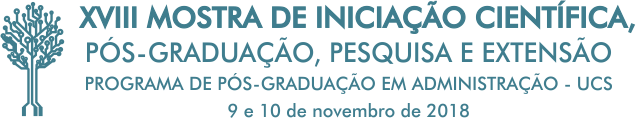 XVIII MOSTRA DE INICIAÇÃO CIENTÍFICA,
PÓS-GRADUAÇÃO, PESQUISA E EXTENSÃO
PROGRAMA DE PÓS-GRADUAÇÃO EM ADMINISTRAÇÃO - UCS
9 e 10 de novembro de 2018